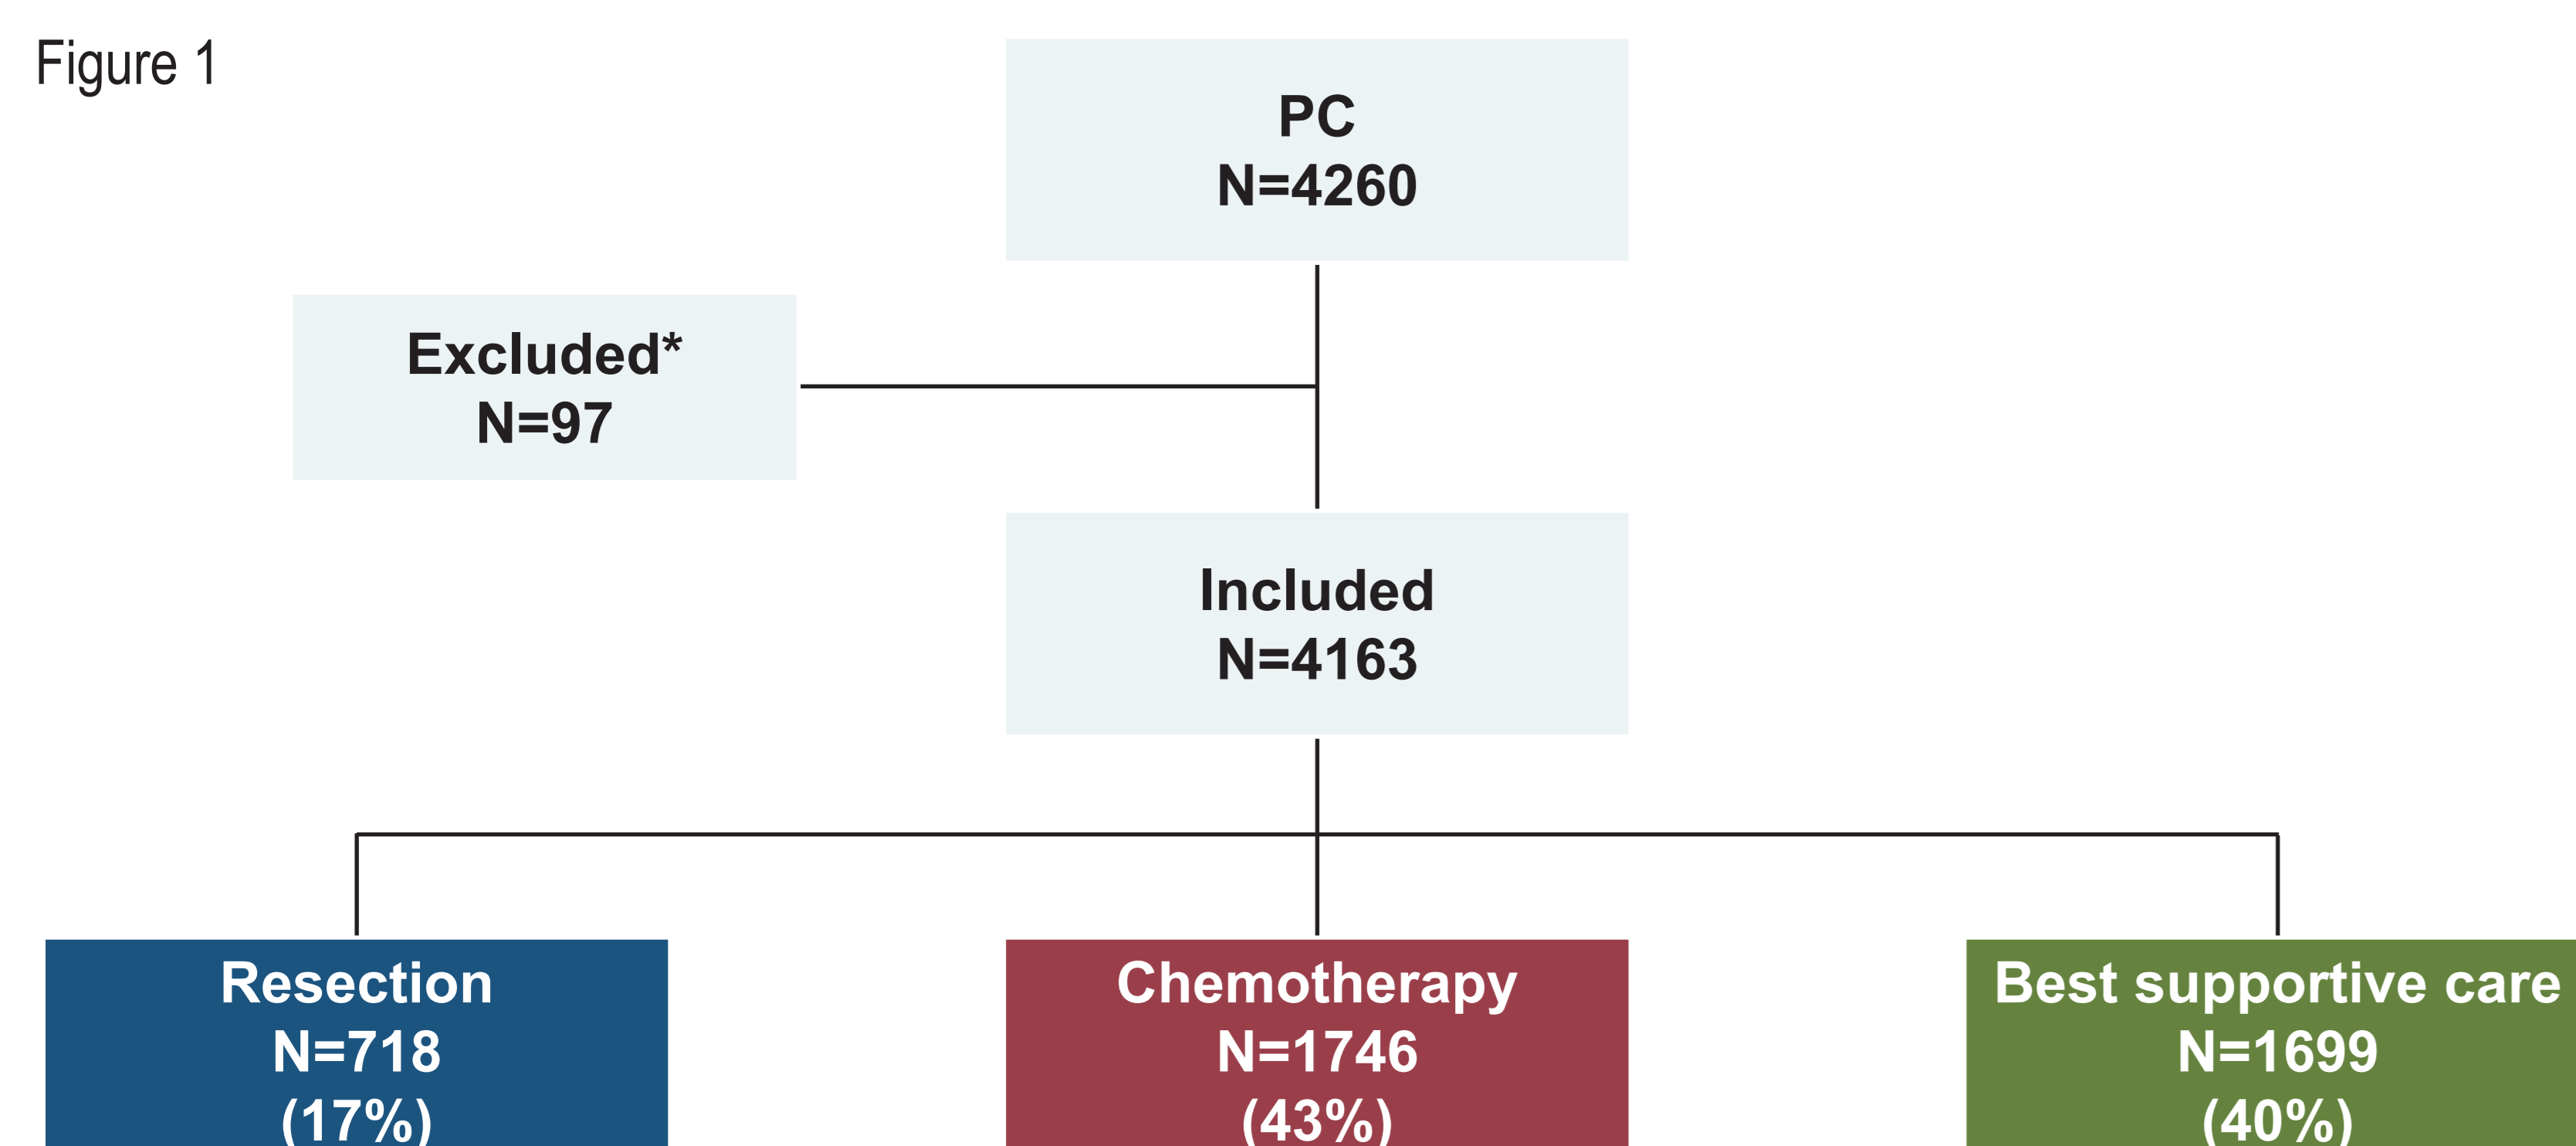 Figure 1
PC
N=4260
Excluded*
N=97
Included
N=4163
Resection
N=718
(17%)
Chemotherapy
N=1746
(43%)
Best supportive care
N=1699
(40%)